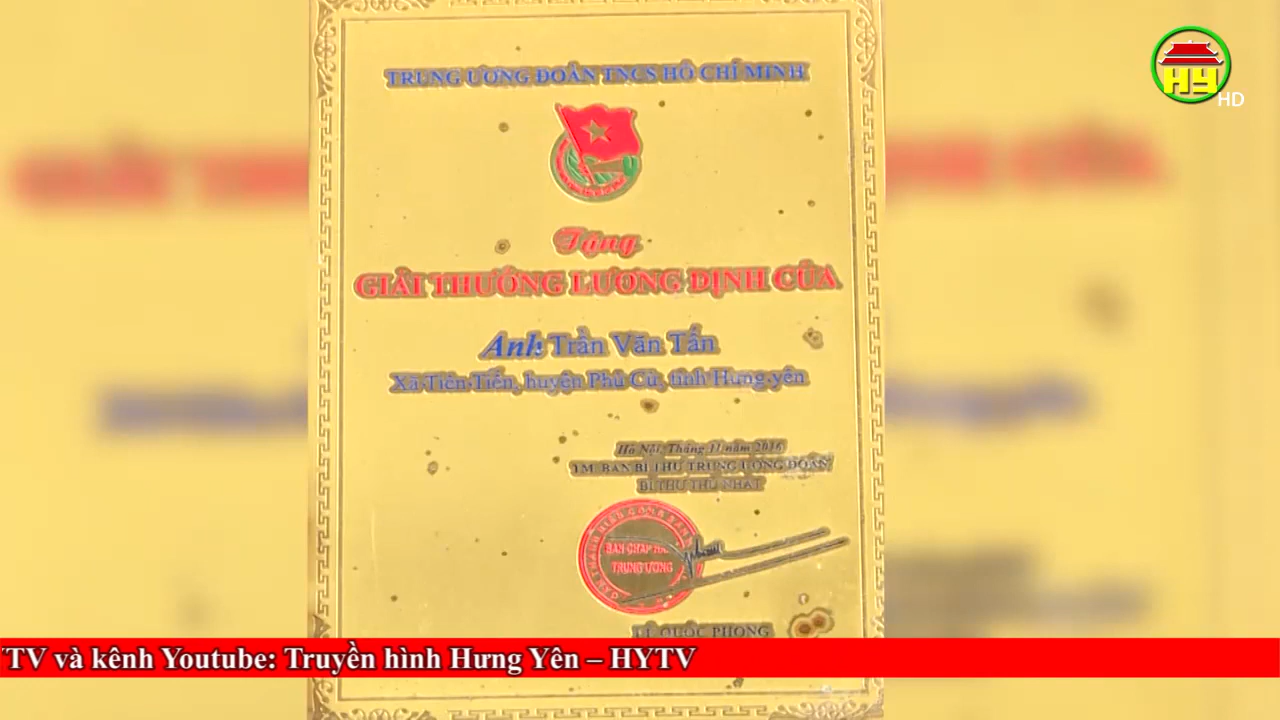 TRUNG ƯƠNG ĐOÀN TNCS HỒ CHÍ MINH
HY
HD
Tặng
GIẢI THƯỞNG LƯƠNG ĐỊNH CỦA
Anh Trần Văn Tấn
Xã Tiên Tiến, huyện Phù Cừ, tỉnh Hưng yên
Hà Nội, Tháng 11 năm 2016
TM. BAN BÍ THƯ TRUNG ƯƠNG ĐOÀN
BÍ THƯ THỨ NHẤT
BAN CHẤP
TRUNG ƯƠNG
LÊ QUỐC PHONG
TV và kênh Youtube: Truyền hình Hưng Yên – HYTV